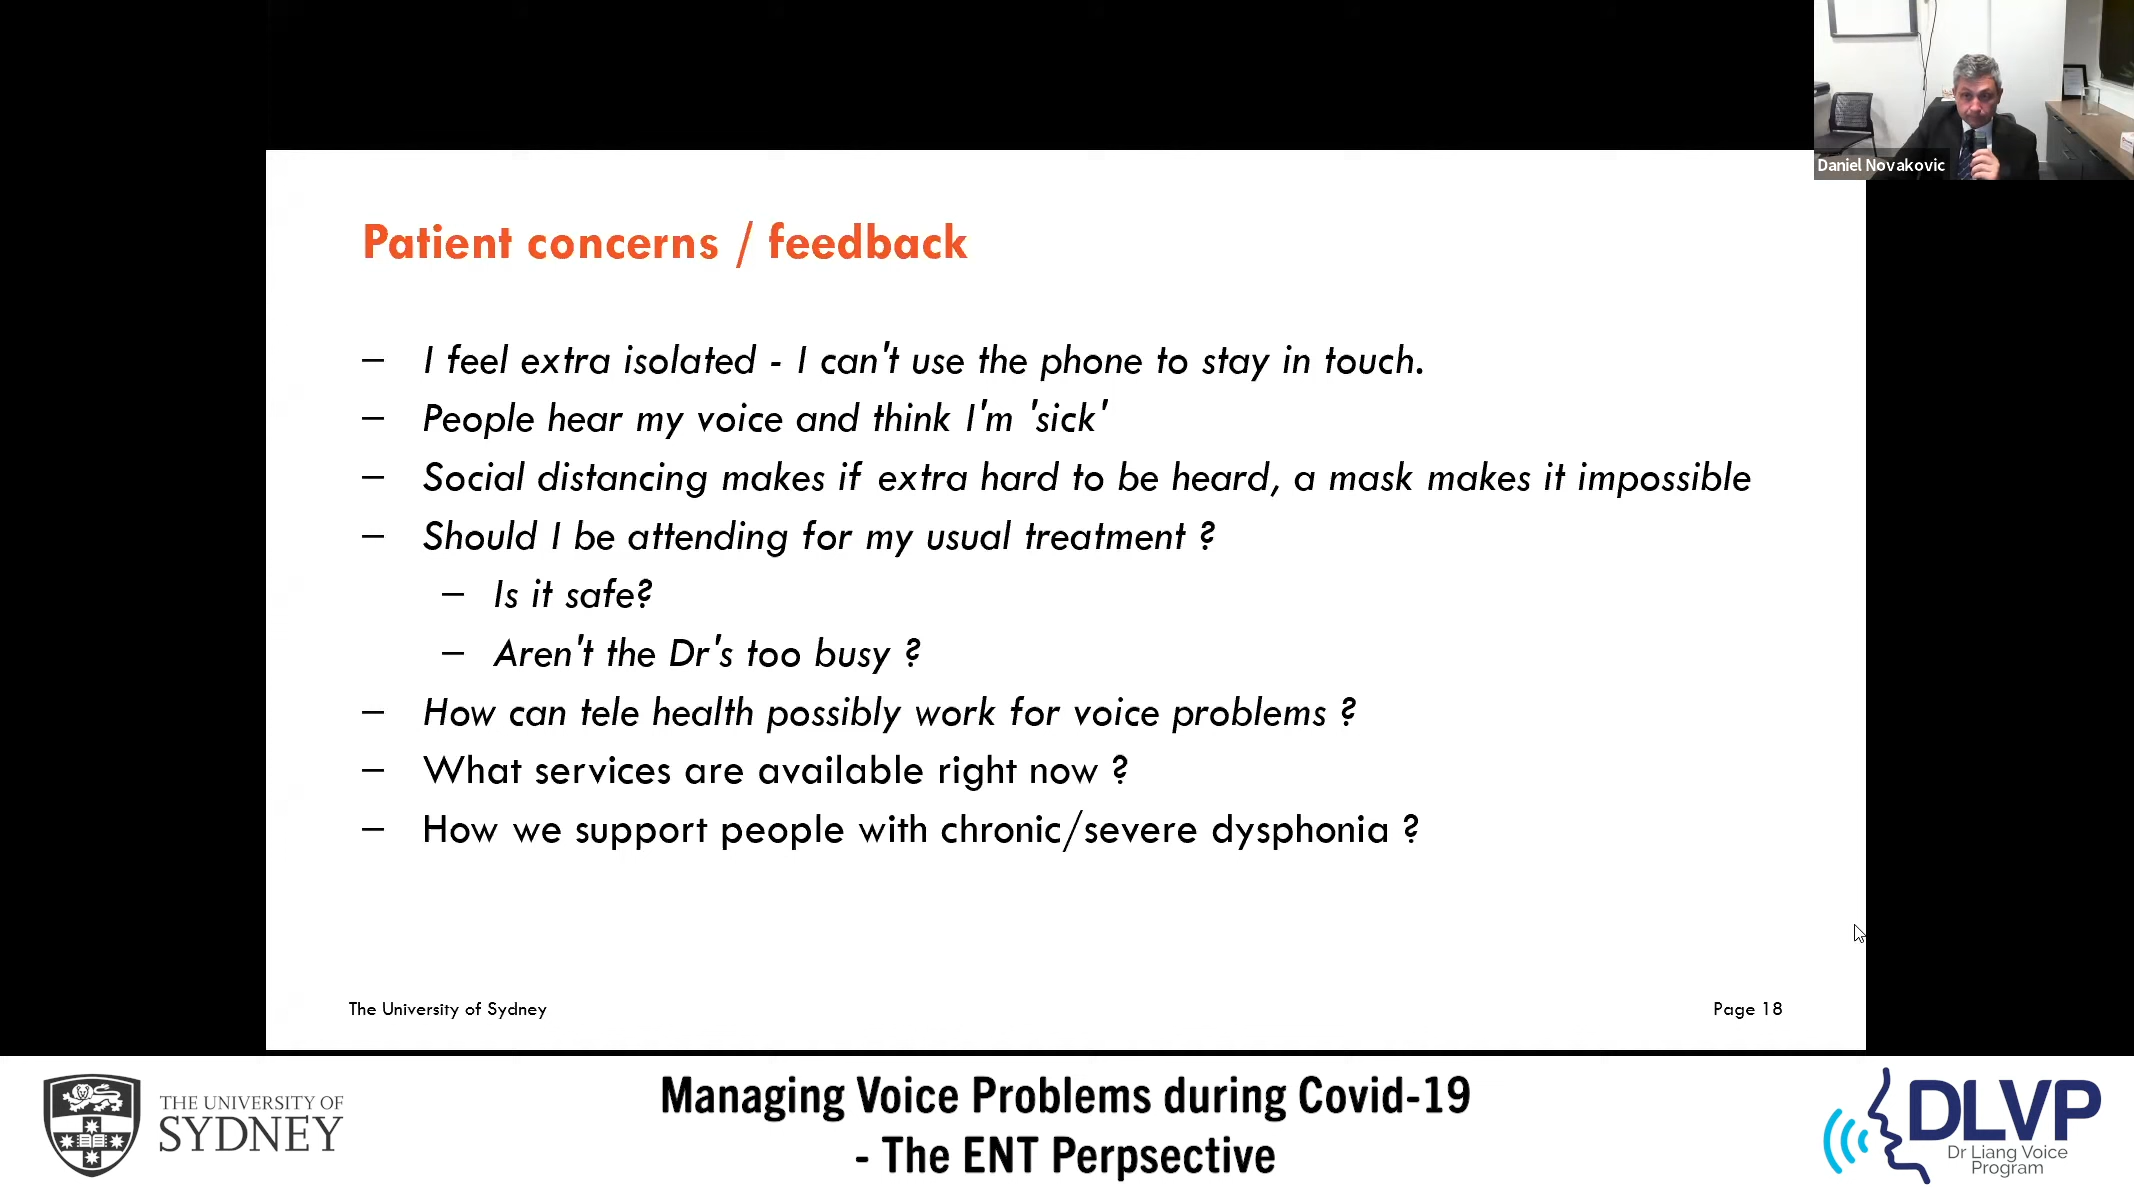 Daniel Novakovic
Patient concerns / feedback
– I feel extra isolated - I can't use the phone to stay in touch.
– People hear my voice and think I'm 'sick'
– Social distancing makes if extra hard to be heard, a mask makes it impossible
– Should I be attending for my usual treatment ?
– Is it safe?
– Aren't the Dr's too busy ?
– How can tele health possibly work for voice problems ?
– What services are available right now ?
– How we support people with chronic/severe dysphonia ?
The University of Sydney
Page 18
THE UNIVERSITY OF
SYDNEY
Managing Voice Problems during Covid-19
- The ENT Perpsective
DLVP
Dr Liang Voice
Program